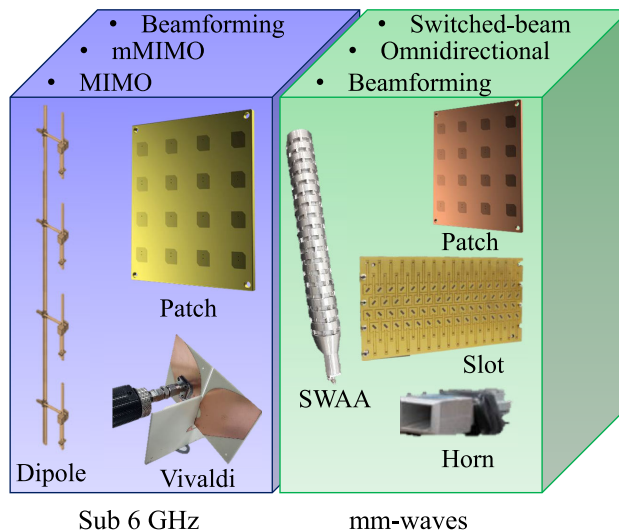 • Beamforming
• mMIMO
• MIMO
• Switched-beam
• Omnidirectional
• Beamforming
Patch
Dipole
Vivaldi
Patch
Slot
SWAA
Horn
Sub 6 GHz
mm-waves